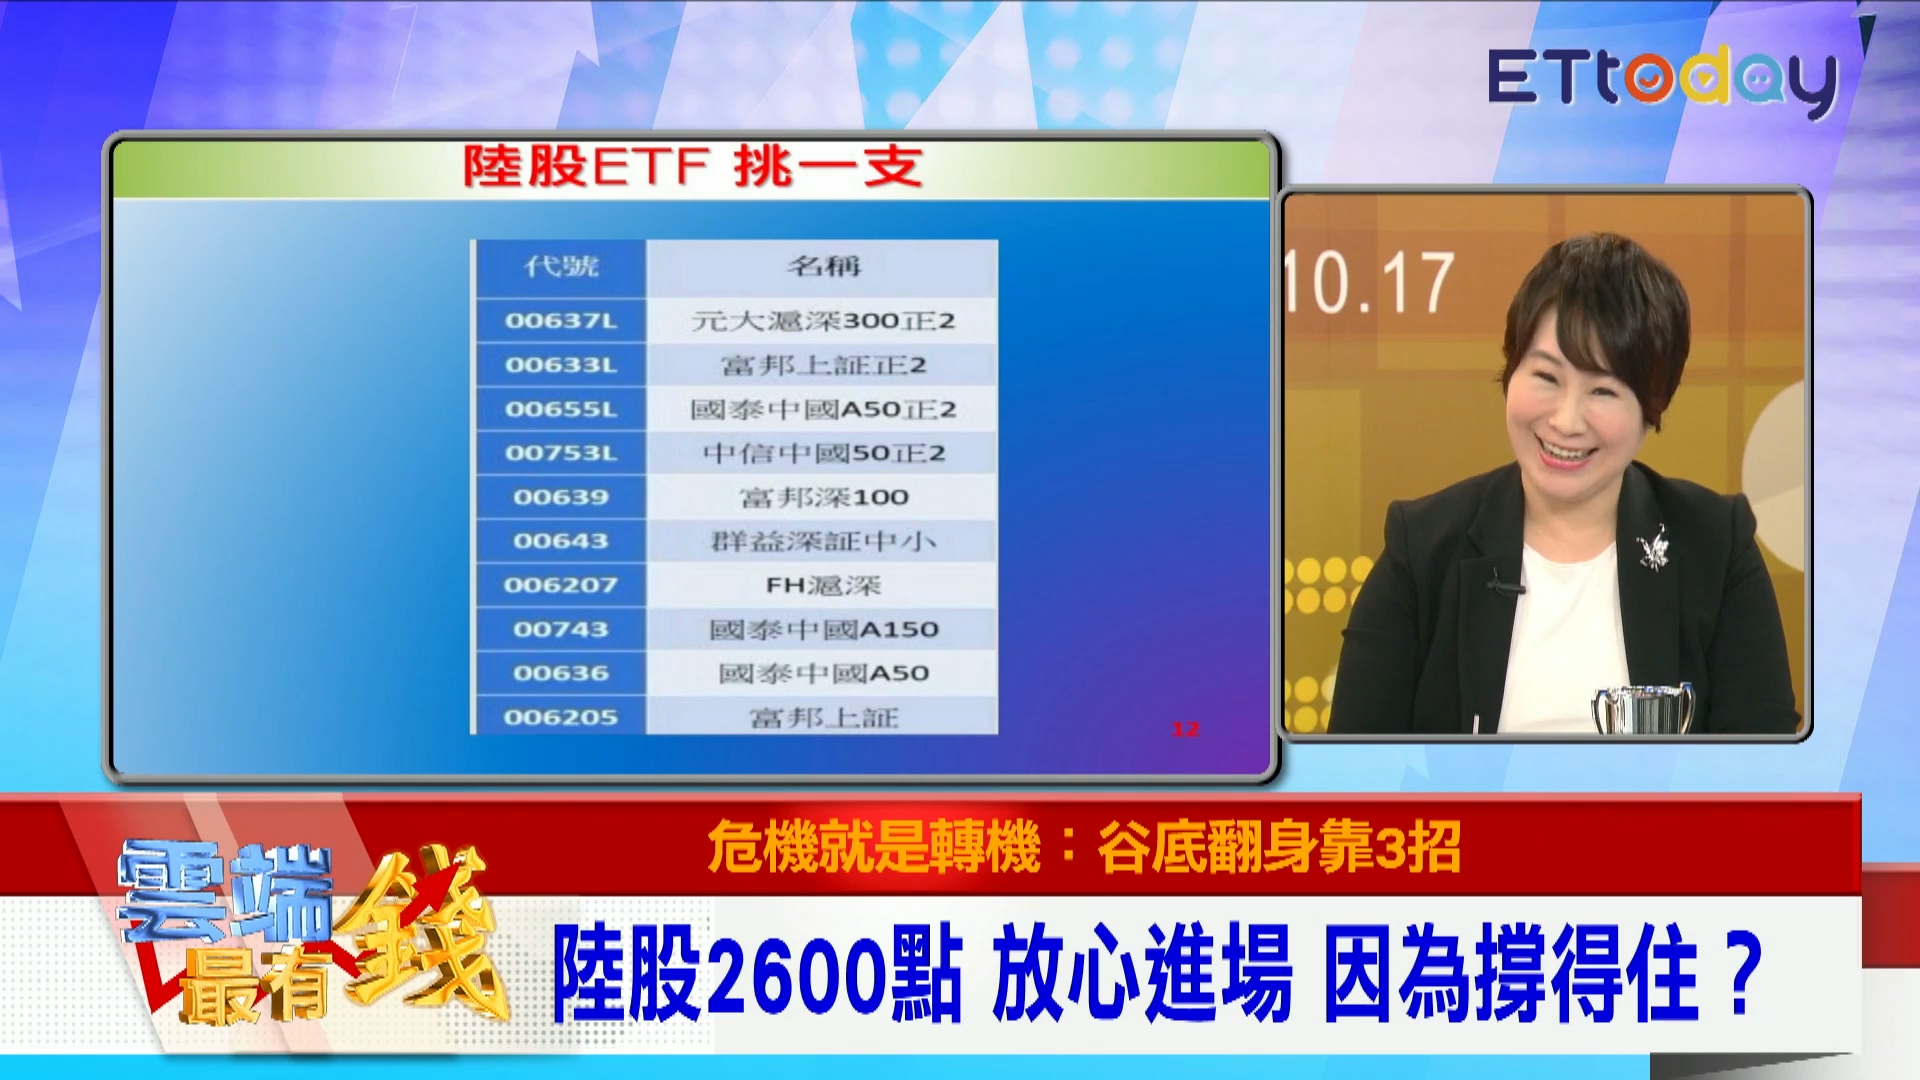 ETtoday
陸股ETF 挑一支
代號 名稱
00637L 元大滬深300正2
00633L 富邦上証正2
00655L 國泰中國A50正2
00753L 中信中國50正2
00639 富邦深100
00643 群益深証中小
006207 FH滬深
00743 國泰中國A150
00636 國泰中國A50
006205 富邦上証
12
10.17
危機就是轉機：谷底翻身靠3招
雲端最有錢
陸股2600點 放心進場 因為撐得住？